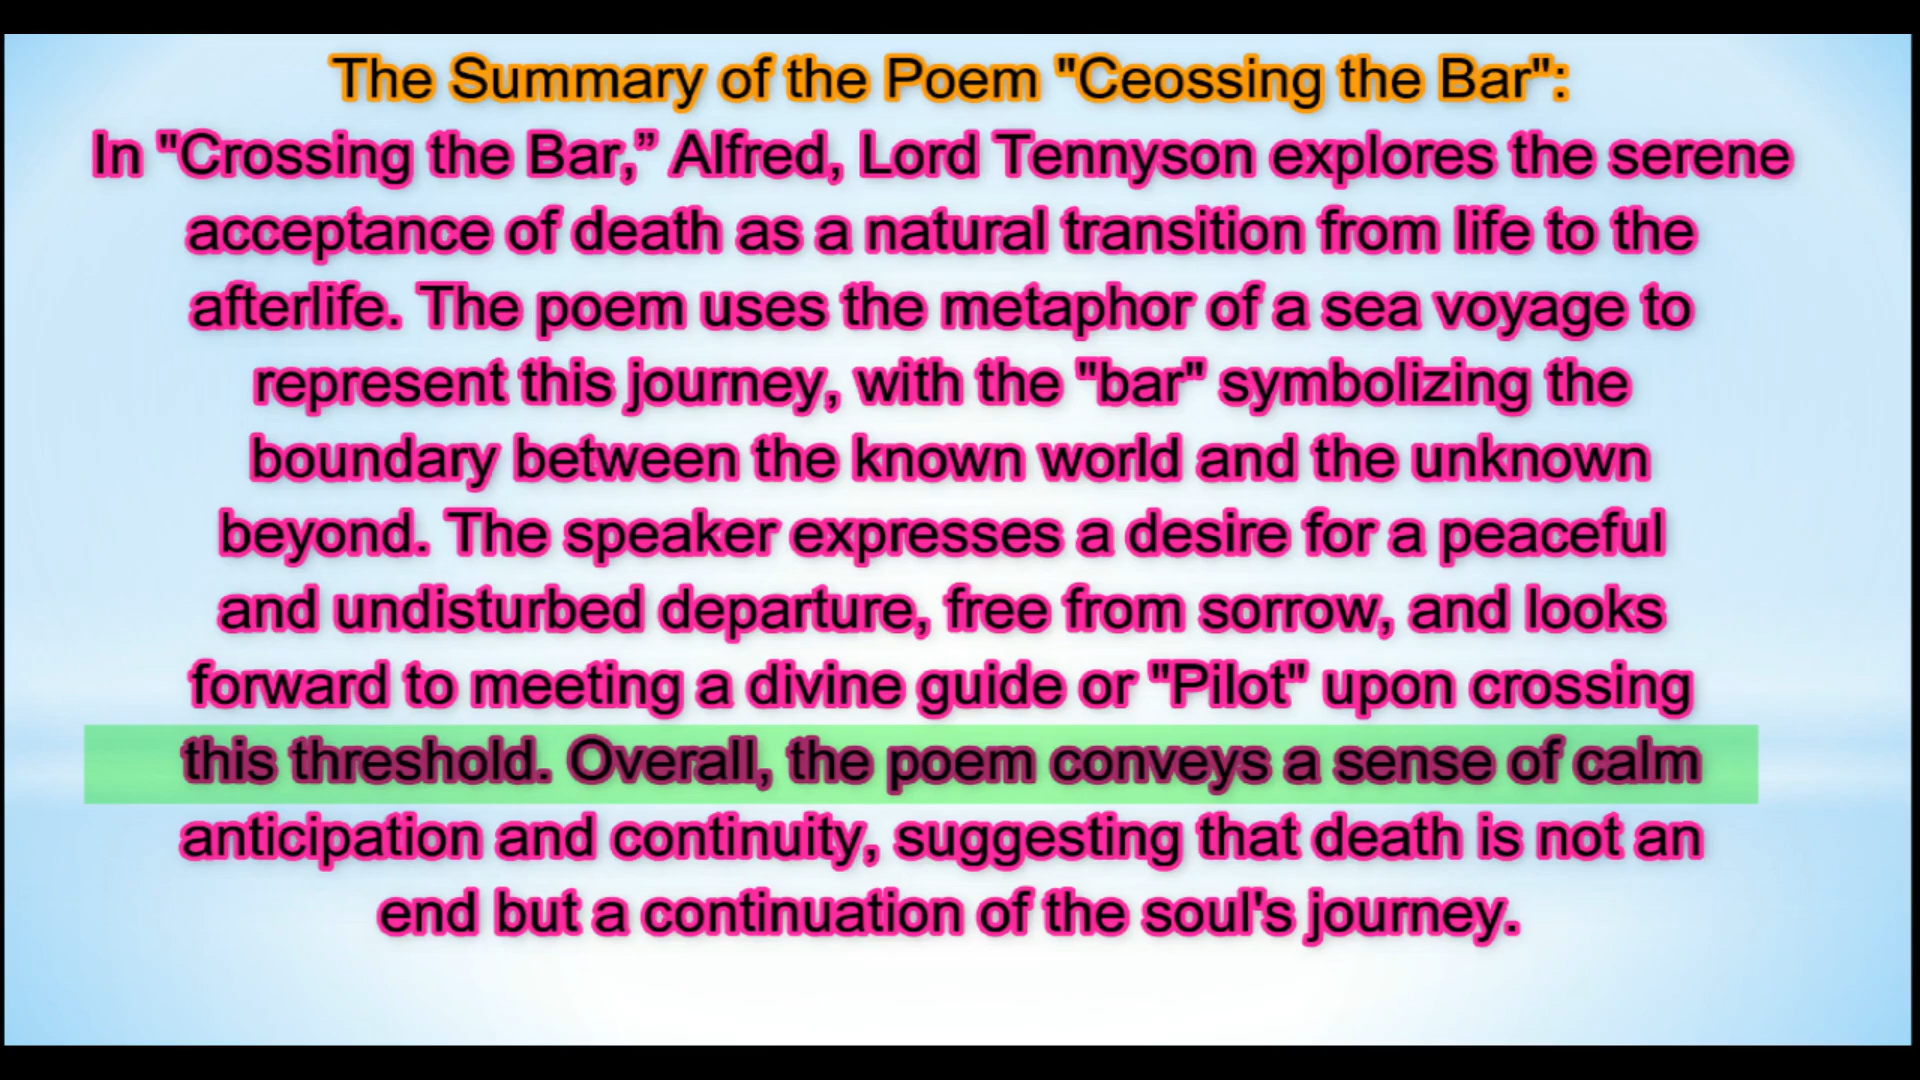 The Summary of the Poem "Ceossing the Bar":
In "Crossing the Bar,” Alfred, Lord Tennyson explores the serene
acceptance of death as a natural transition from life to the
afterlife. The poem uses the metaphor of a sea voyage to
represent this journey, with the "bar" symbolizing the
boundary between the known world and the unknown
beyond. The speaker expresses a desire for a peaceful
and undisturbed departure, free from sorrow, and looks
forward to meeting a divine guide or "Pilot" upon crossing
this threshold. Overall, the poem conveys a sense of calm
anticipation and continuity, suggesting that death is not an
end but a continuation of the soul's journey.